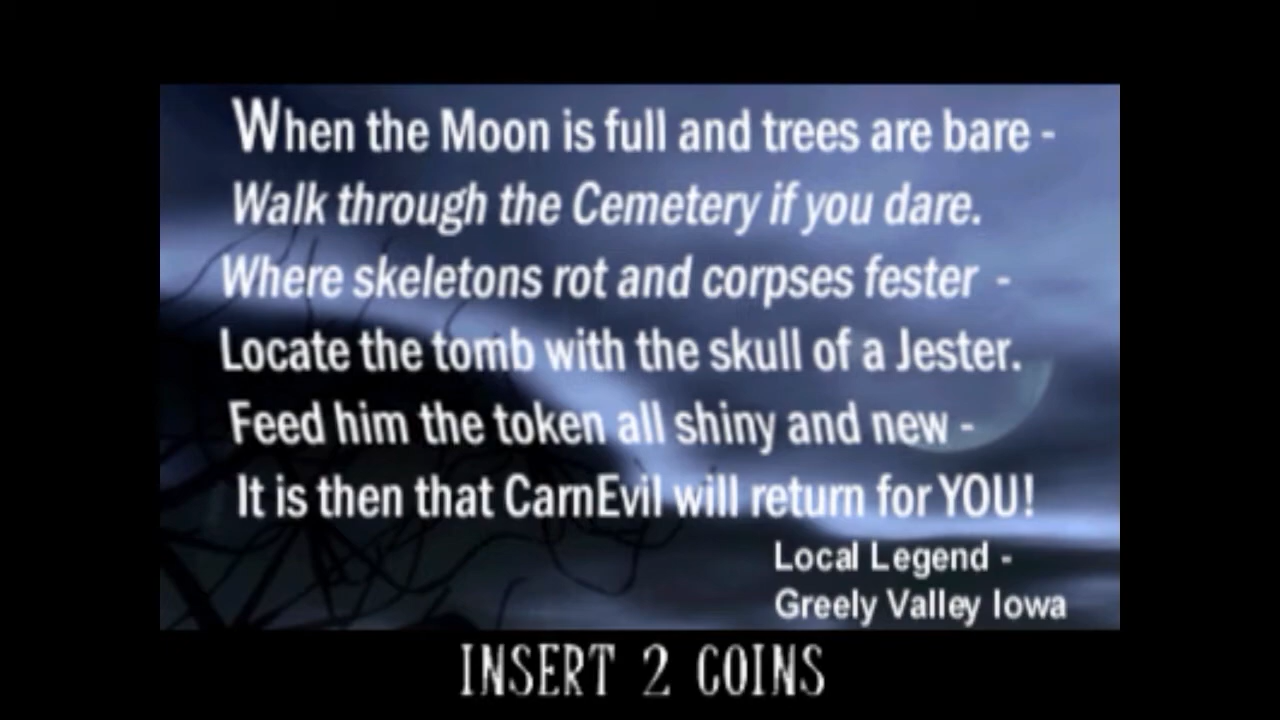 When the Moon is full and trees are bare -
Walk through the Cemetery if you dare.
Where skeletons rot and corpses fester -
Locate the tomb with the skull of a Jester.
Feed him the token all shiny and new -
It is then that CarnEvil will return for YOU!
Local Legend -
Greely Valley Iowa
INSERT 2 COINS